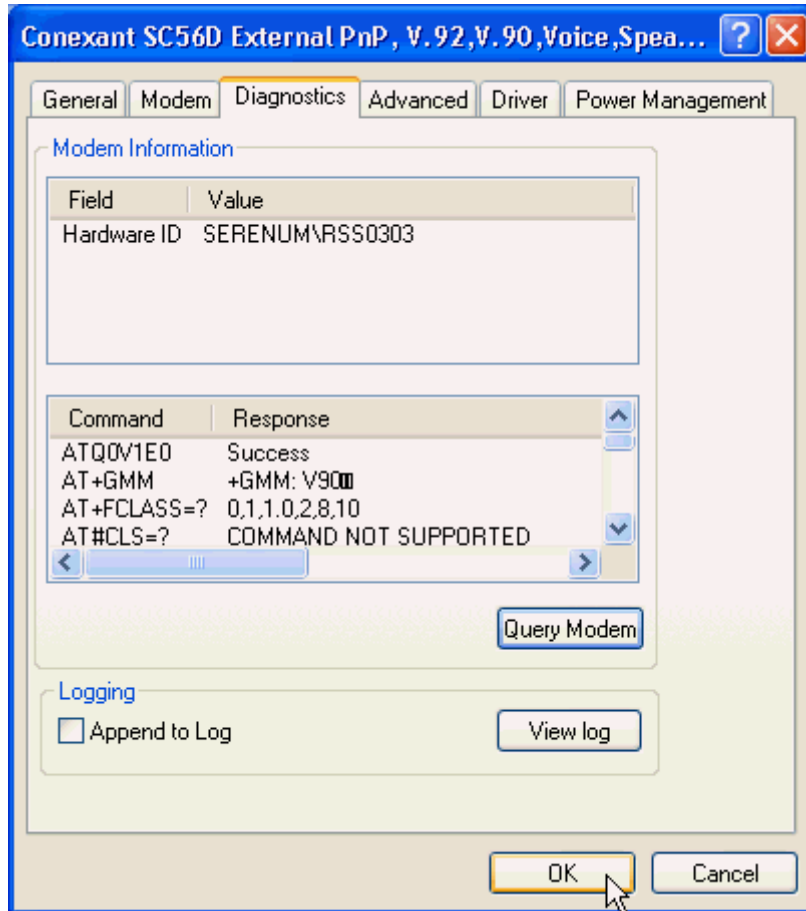 Conexant SC56D External PnP, V.92,V.90,Voice,Spea...
General Modem Diagnostics Advanced Driver Power Management
Modem Information
Field Value
Hardware ID SERENUM\RSS0303
Command Response
ATQ0V1E0 Success
AT+GMM +GMM: V90
AT+FCLASS=? 0,1,1.0,2,8,10
AT#CLS=? COMMAND NOT SUPPORTED
Query Modem
Logging
Append to Log View log
OK Cancel